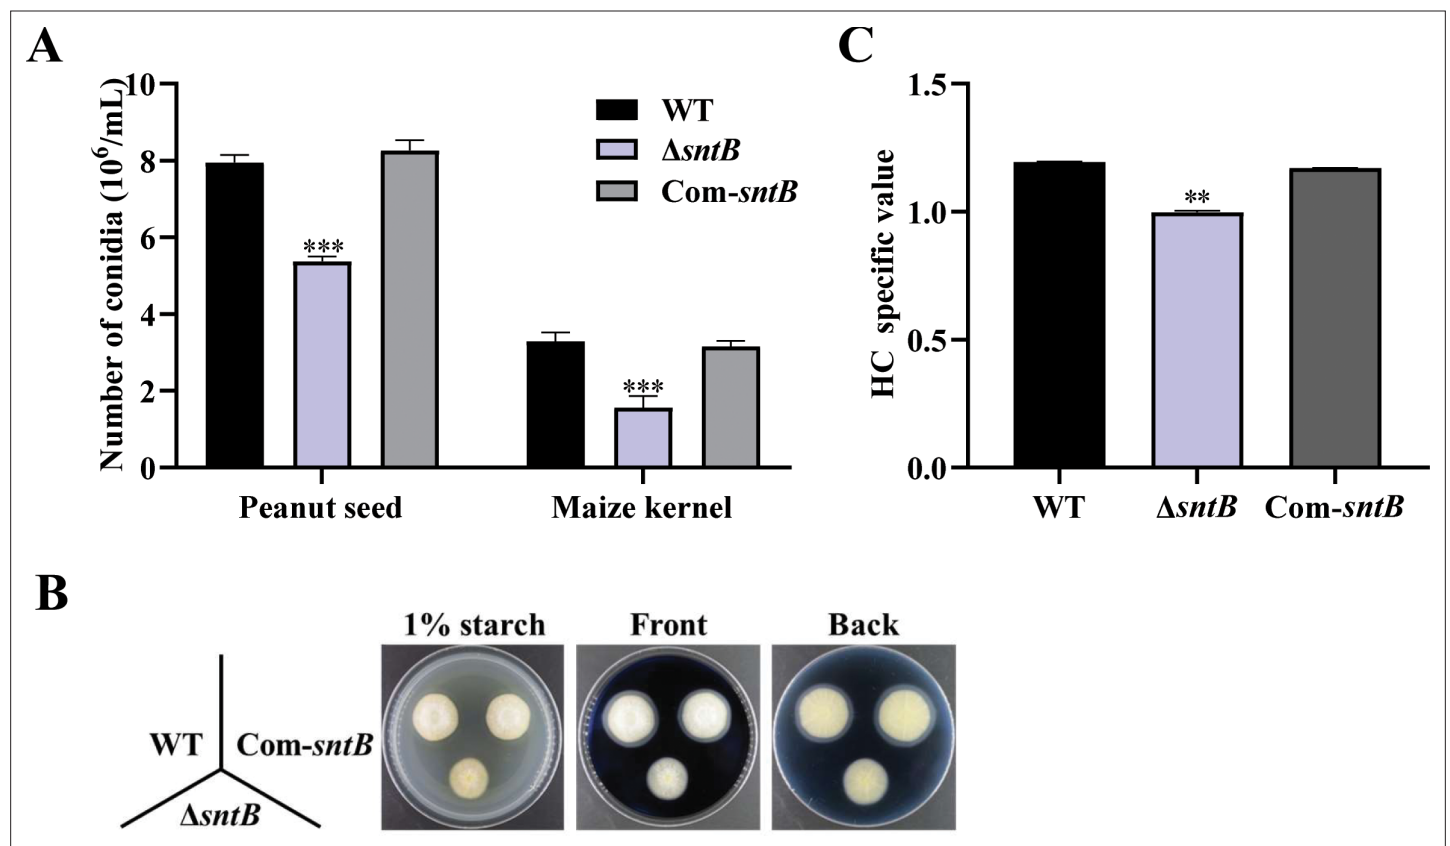 A
Number of conidia (10⁶/mL)
10
8
6
4
2
0
WT
ΔsntB
Com-sntB
***
***
Peanut seed
Maize kernel
C
HC specific value
1.5
1.0
0.5
0.0
**
WT
ΔsntB
Com-sntB
B
1% starch
Front
Back
WT
Com-sntB
ΔsntB